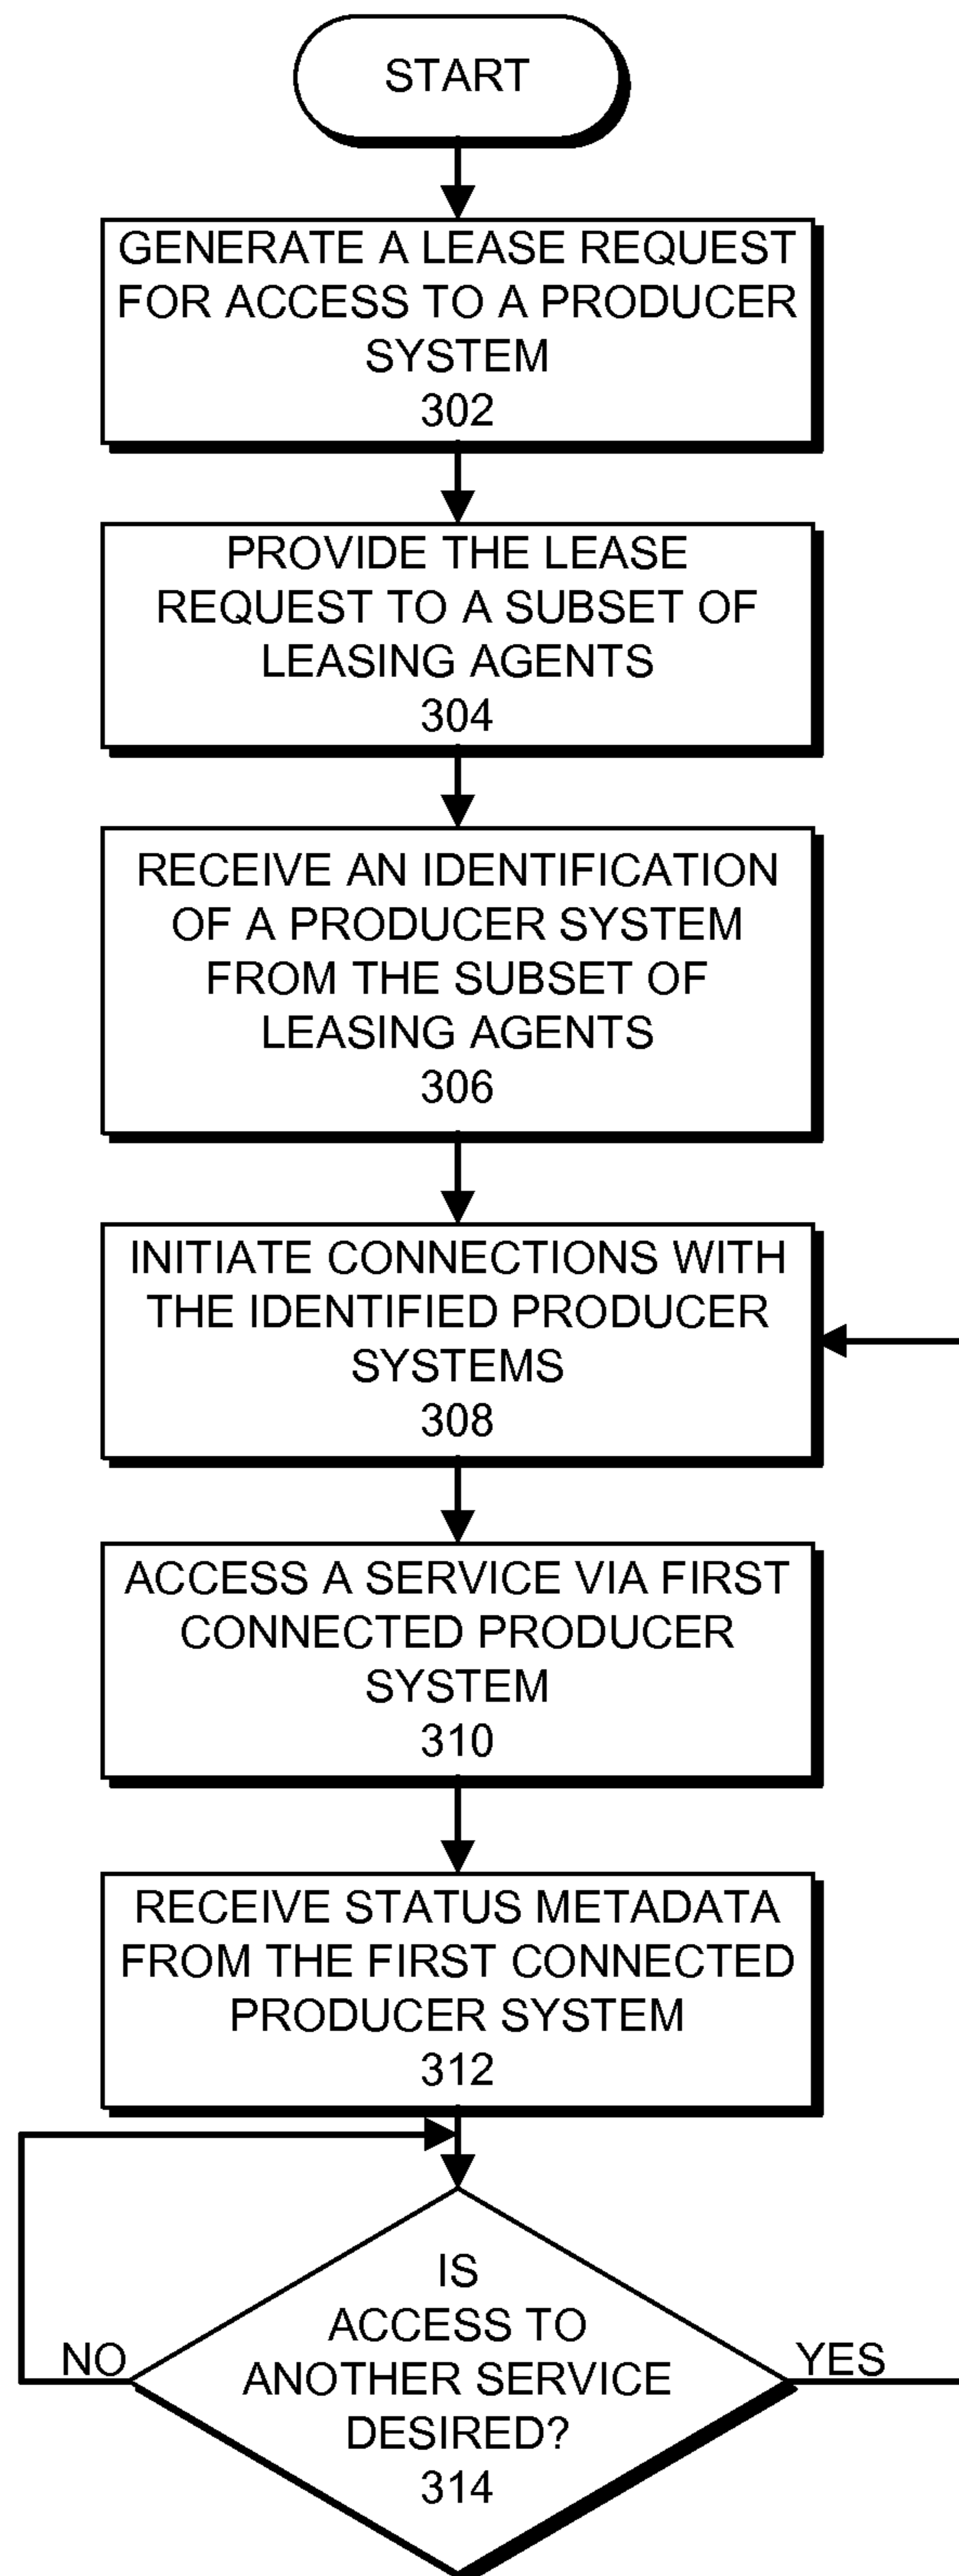 START
GENERATE A LEASE REQUEST
FOR ACCESS TO A PRODUCER
SYSTEM
302
PROVIDE THE LEASE
REQUEST TO A SUBSET OF
LEASING AGENTS
304
RECEIVE AN IDENTIFICATION
OF A PRODUCER SYSTEM
FROM THE SUBSET OF
LEASING AGENTS
306
INITIATE CONNECTIONS WITH
THE IDENTIFIED PRODUCER
SYSTEMS
308
ACCESS A SERVICE VIA FIRST
CONNECTED PRODUCER
SYSTEM
310
RECEIVE STATUS METADATA
FROM THE FIRST CONNECTED
PRODUCER SYSTEM
312
IS
ACCESS TO
ANOTHER SERVICE
DESIRED?
314
NO
YES